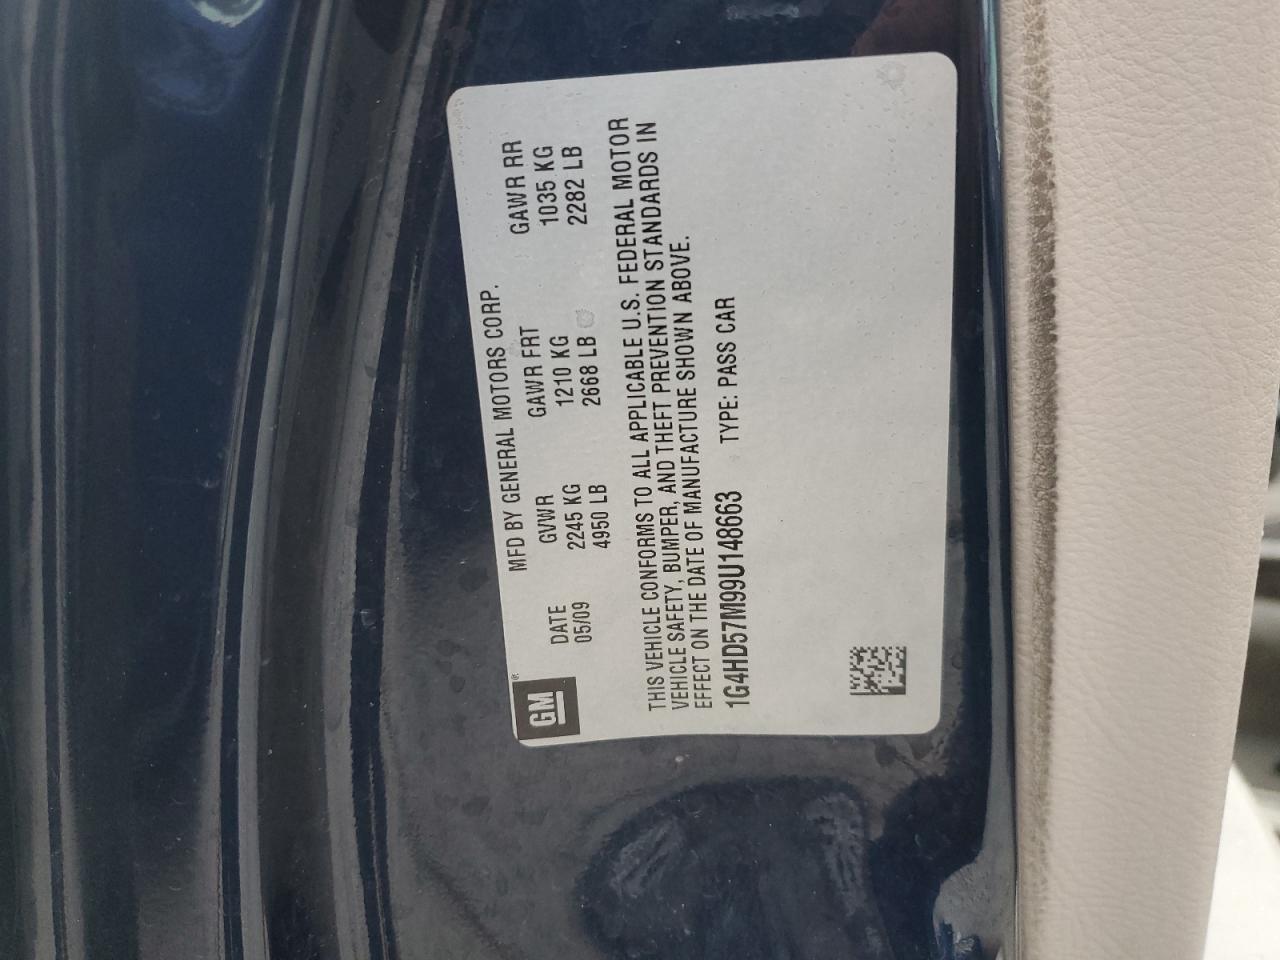 GM®
MFD BY GENERAL MOTORS CORP.
DATE GVWR GAWR FRT GAWR RR
05/09 2245 KG 1210 KG 1035 KG
4950 LB 2668 LB 2282 LB
THIS VEHICLE CONFORMS TO ALL APPLICABLE U.S. FEDERAL MOTOR
VEHICLE SAFETY, BUMPER, AND THEFT PREVENTION STANDARDS IN
EFFECT ON THE DATE OF MANUFACTURE SHOWN ABOVE.
1G4HD57M99U148663 TYPE: PASS CAR